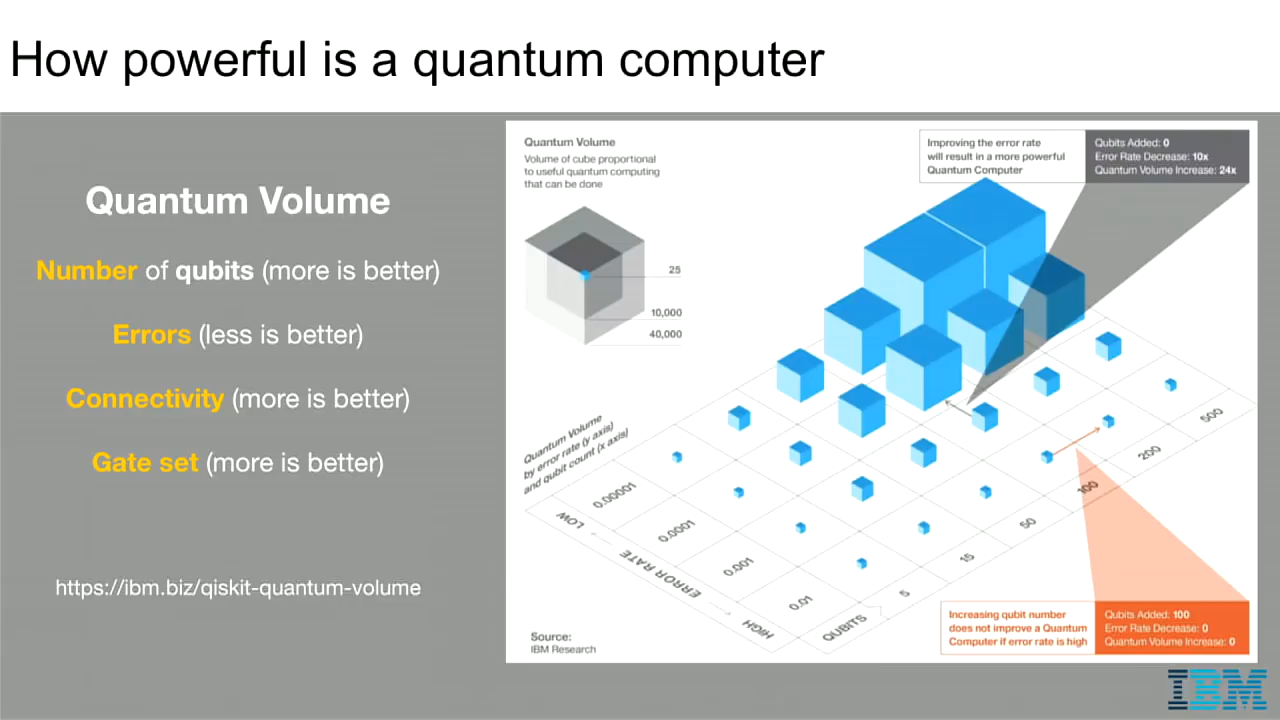 How powerful is a quantum computer
Quantum Volume
Number of qubits (more is better)
Errors (less is better)
Connectivity (more is better)
Gate set (more is better)
https://ibm.biz/qiskit-quantum-volume
Quantum Volume
Volume of cube proportional
to useful quantum computing
that can be done
25
10,000
40,000
Improving the error rate
will result in a more powerful
Quantum Computer
Qubits Added: 0
Error Rate Decrease: 10x
Quantum Volume Increase: 24x
Quantum Volume
by error rate (y axis)
and qubit count (x axis)
0.00001
0.0001
0.001
0.01
LOW
ERROR RATE
HIGH
QUBITS
5
15
50
100
200
500
Increasing qubit number
does not improve a Quantum
Computer if error rate is high
Qubits Added: 100
Error Rate Decrease: 0
Quantum Volume Increase: 0
Source:
IBM Research
IBM